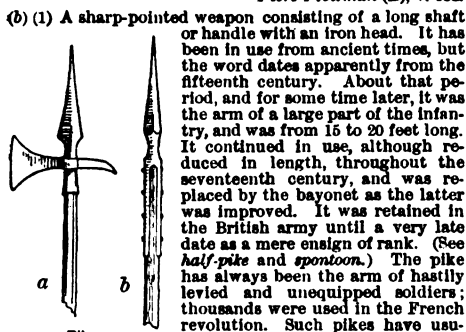 (b) (1) A sharp-pointed weapon consisting of a long shaft
or handle with an iron head. It has
been in use from ancient times, but
the word dates apparently from the
fifteenth century. About that pe-
riod, and for some time later, it was
the arm of a large part of the infan-
try, and was from 15 to 20 feet long.
It continued in use, although re-
duced in length, throughout the
seventeenth century, and was re-
placed by the bayonet as the latter
was improved. It was retained in
the British army until a very late
date as a mere ensign of rank. (See
half-pike and spontoon.) The pike
has always been the arm of hastily
levied and unequipped soldiers;
thousands were used in the French
revolution. Such pikes have usu-
a b